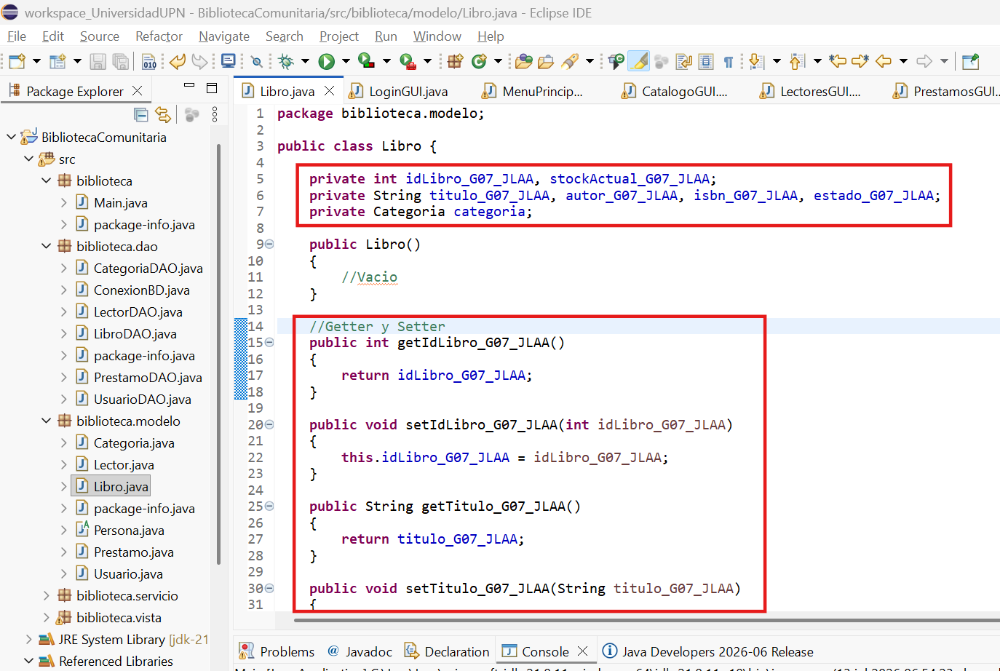 workspace_UniversidadUPN - BibliotecaComunitaria/src/biblioteca/modelo/Libro.java - Eclipse IDE
File Edit Source Refactor Navigate Search Project Run Window Help
010
Package Explorer
BibliotecaComunitaria
src
biblioteca
Main.java
package-info.java
biblioteca.dao
CategoriaDAO.java
ConexionBD.java
LectorDAO.java
LibroDAO.java
package-info.java
PrestamoDAO.java
UsuarioDAO.java
biblioteca.modelo
Categoria.java
Lector.java
Libro.java
package-info.java
Persona.java
Prestamo.java
Usuario.java
biblioteca.servicio
biblioteca.vista
JRE System Library [jdk-21
Referenced Libraries
Libro.java LoginGUI.java MenuPrincip... CatalogoGUI.... LectoresGUI.... PrestamosGUI..
1 package biblioteca.modelo;
2
3 public class Libro {
4
5 private int idLibro_G07_JLAA, stockActual_G07_JLAA;
6 private String titulo_G07_JLAA, autor_G07_JLAA, isbn_G07_JLAA, estado_G07_JLAA;
7 private Categoria categoria;
8
9 public Libro()
10 {
11 //Vacio
12 }
13
14 //Getter y Setter
15 public int getIdLibro_G07_JLAA()
16 {
17 return idLibro_G07_JLAA;
18 }
19
20 public void setIdLibro_G07_JLAA(int idLibro_G07_JLAA)
21 {
22 this.idLibro_G07_JLAA = idLibro_G07_JLAA;
23 }
24
25 public String getTitulo_G07_JLAA()
26 {
27 return titulo_G07_JLAA;
28 }
29
30 public void setTitulo_G07_JLAA(String titulo_G07_JLAA)
31 {
Problems Javadoc Declaration Console Java Developers 2026-06 Release